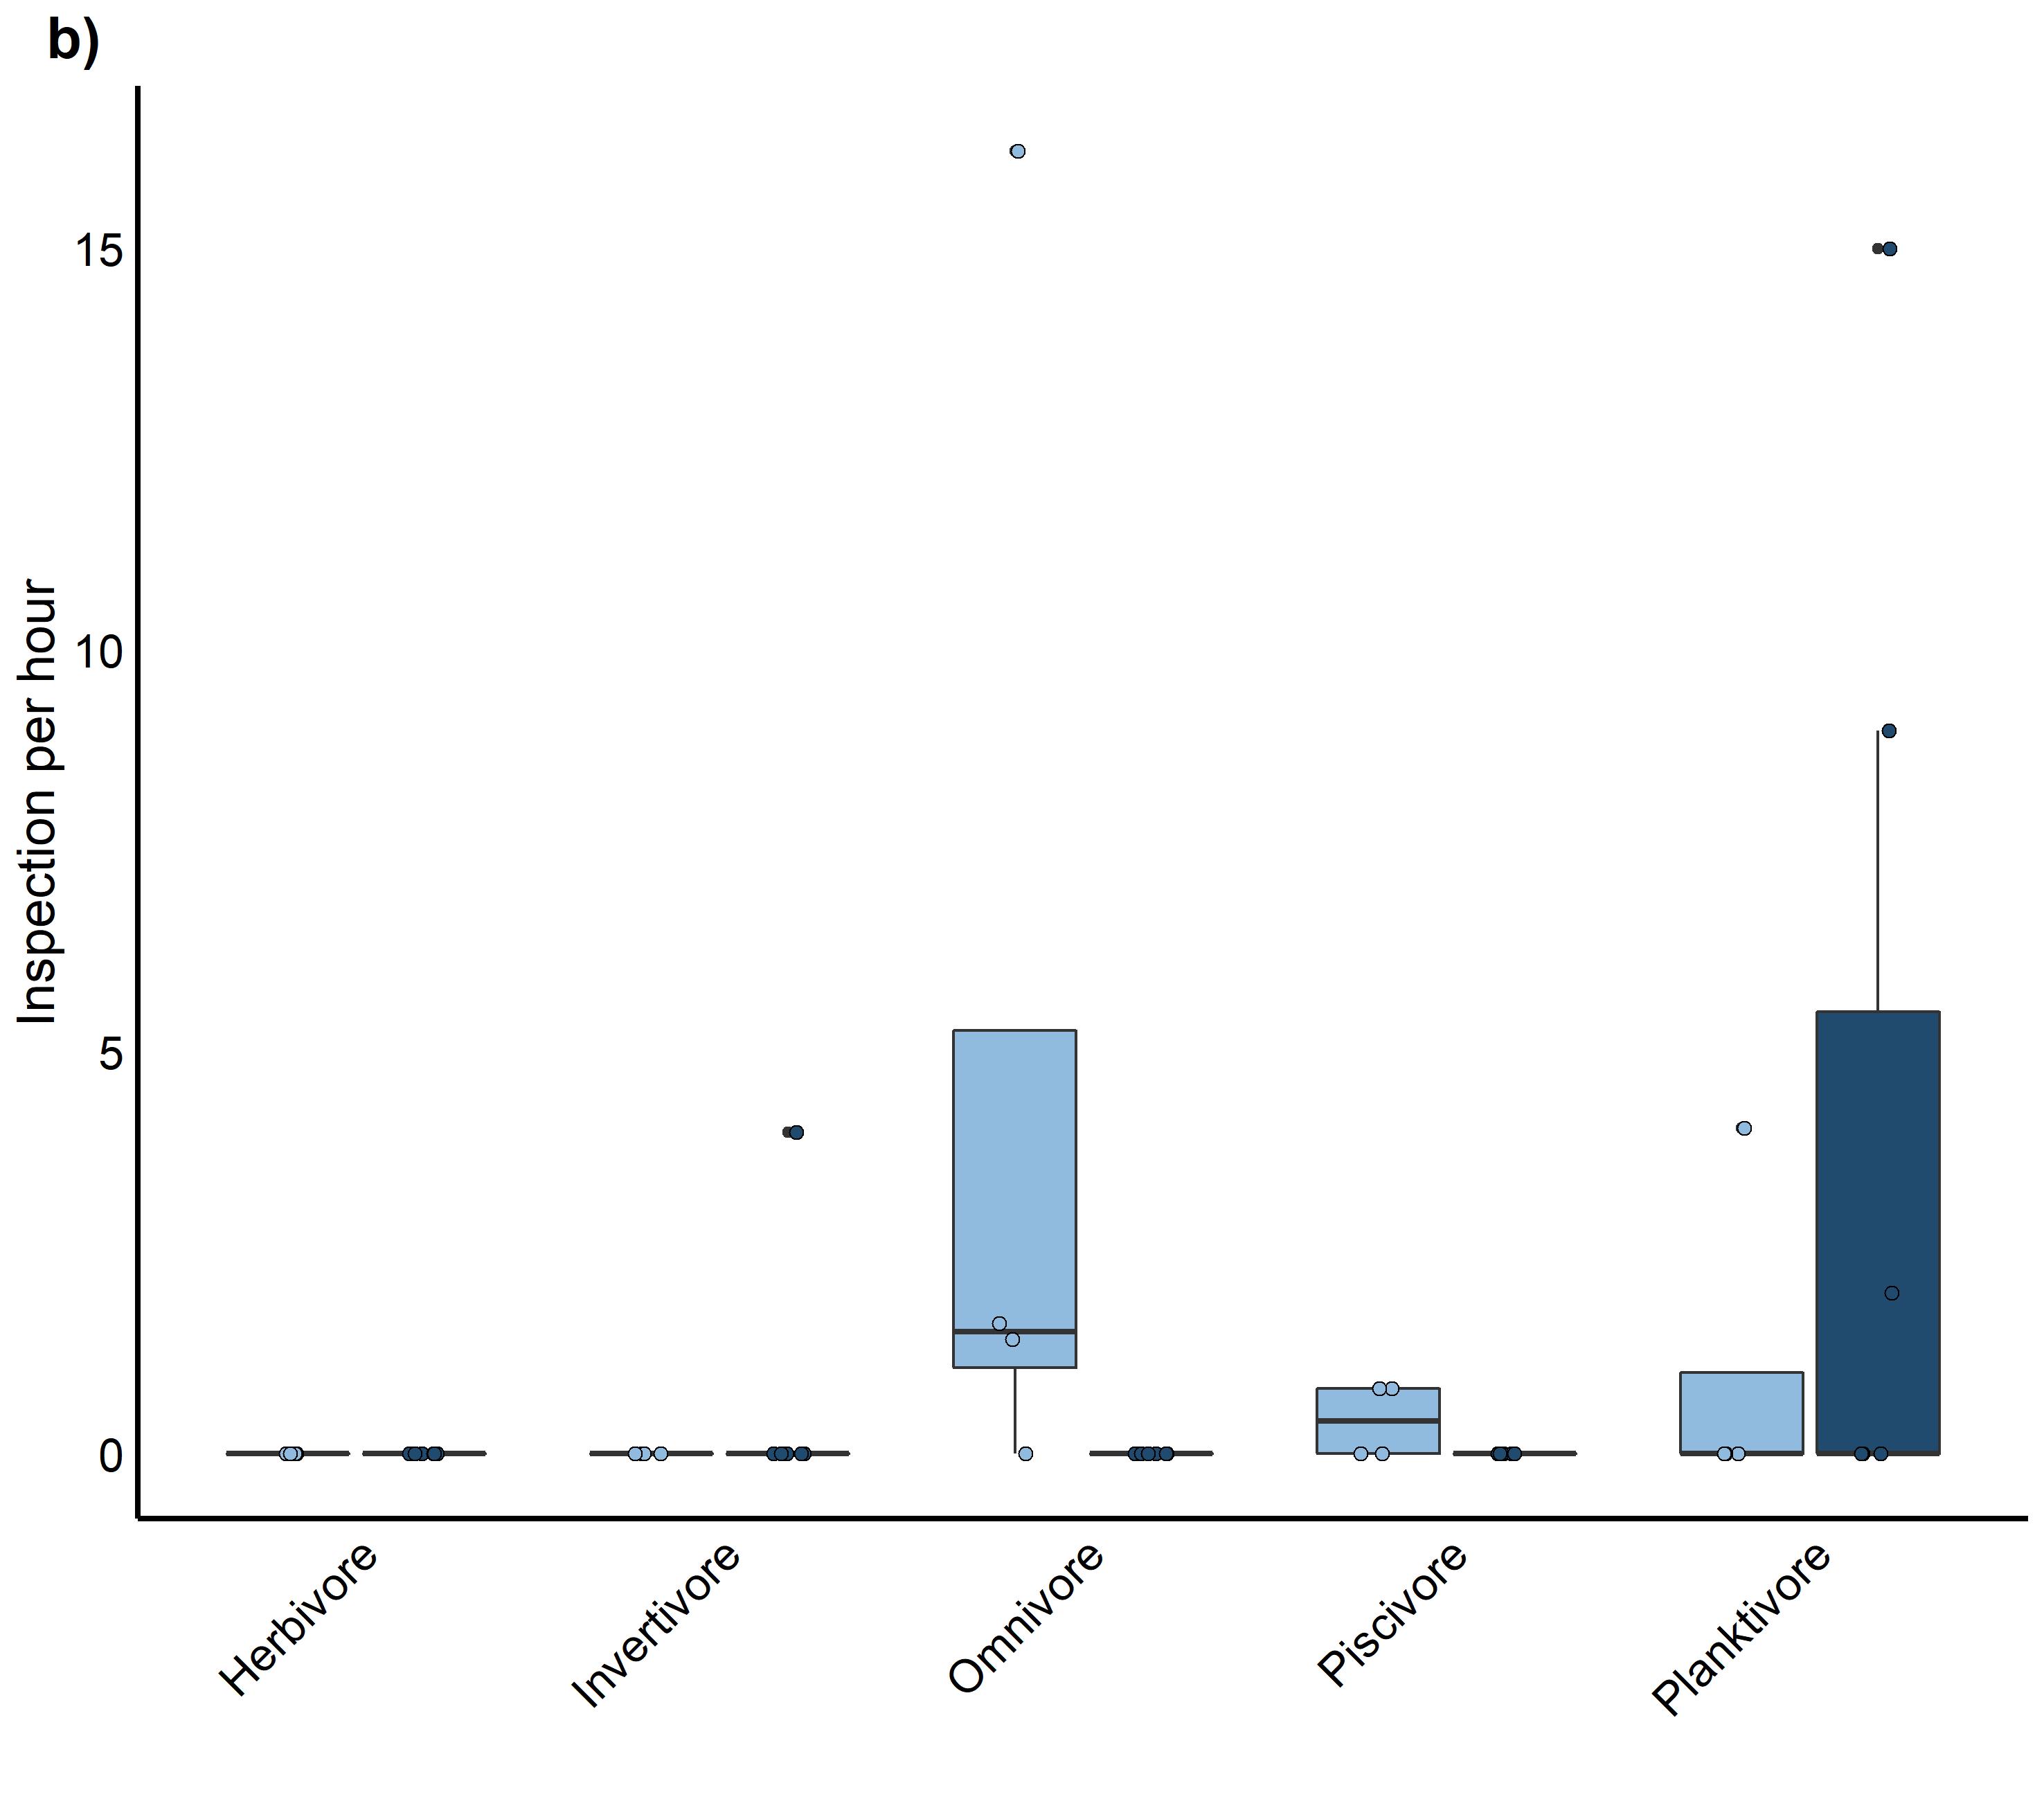 b)
Inspection per hour
15
10
5
0
Herbivore
Invertivore
Omnivore
Piscivore
Planktivore